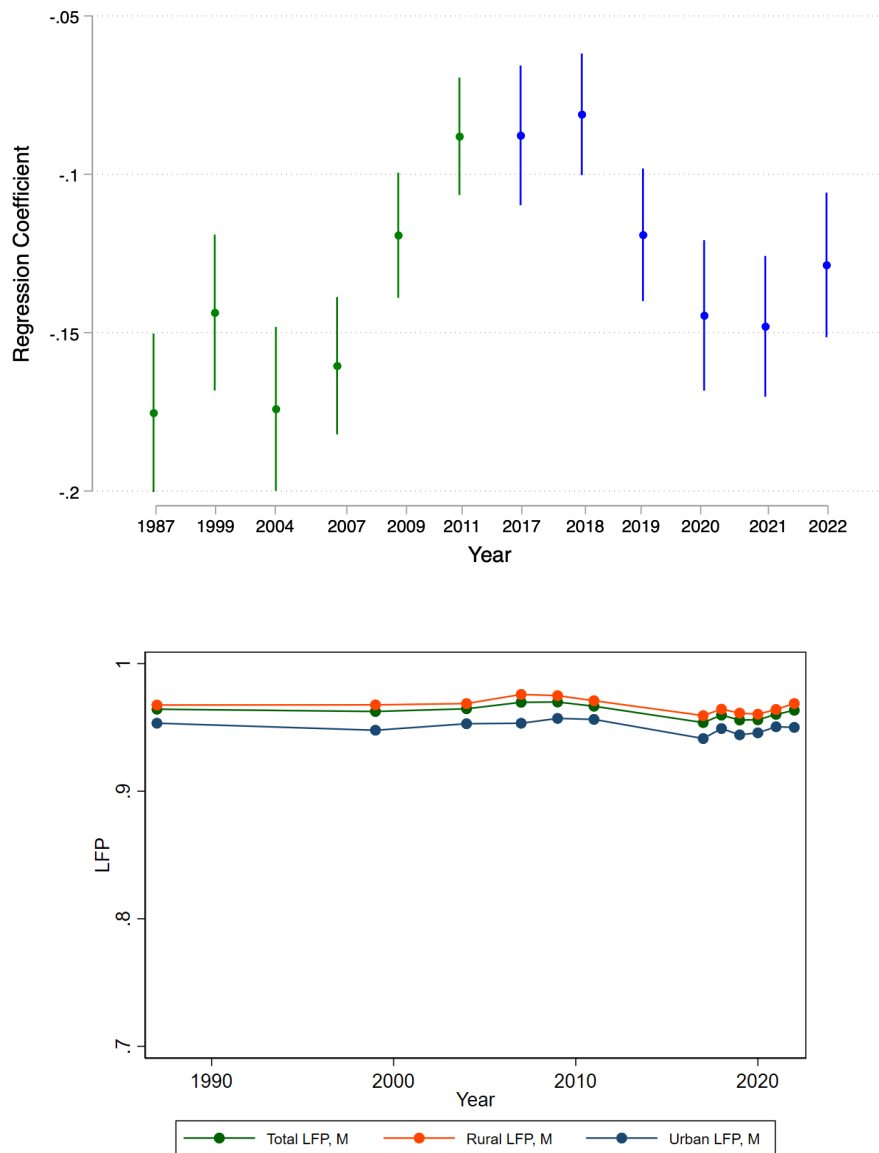 -.05
-.1
-.15
-.2
Regression Coefficient
1987 1999 2004 2007 2009 2011 2017 2018 2019 2020 2021 2022
Year
1
.9
.8
.7
LFP
1990 2000 2010 2020
Year
Total LFP, M Rural LFP, M Urban LFP, M